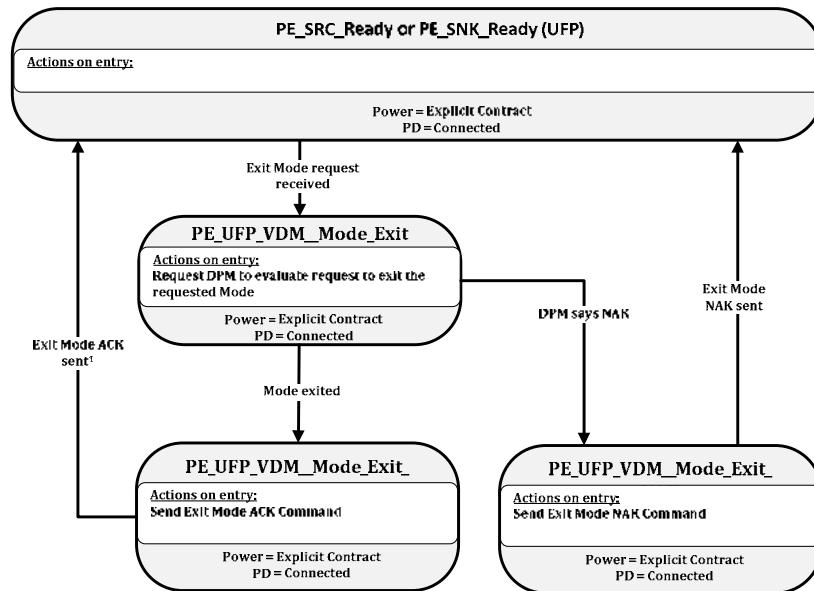 PE_SRC_Ready or PE_SNK_Ready (UFP)
Actions on entry:
Power = Explicit Contract
PD = Connected
Exit Mode request
received
PE_UFP_VDM__Mode_Exit
Actions on entry:
Request DPM to evaluate request to exit the
requested Mode
Power = Explicit Contract
PD = Connected
Exit Mode
NAK sent
DPM says NAK
Exit Mode ACK
sent¹
Mode exited
PE_UFP_VDM__Mode_Exit_
Actions on entry:
Send Exit Mode ACK Command
Power = Explicit Contract
PD = Connected
PE_UFP_VDM__Mode_Exit_
Actions on entry:
Send Exit Mode NAK Command
Power = Explicit Contract
PD = Connected